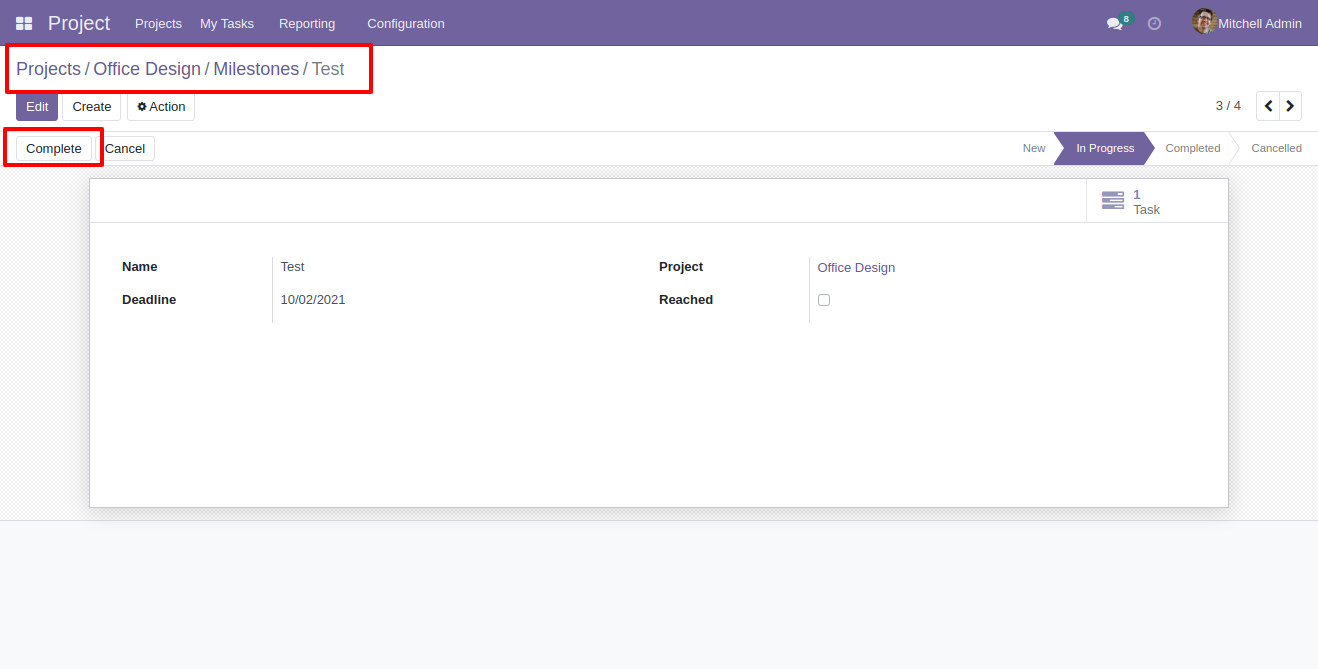 Project Projects My Tasks Reporting Configuration 8 Mitchell Admin
Projects / Office Design / Milestones / Test
Edit Create Action 3 / 4
Complete Cancel New In Progress Completed Cancelled
1
Task
Name Test Project Office Design
Deadline 10/02/2021 Reached